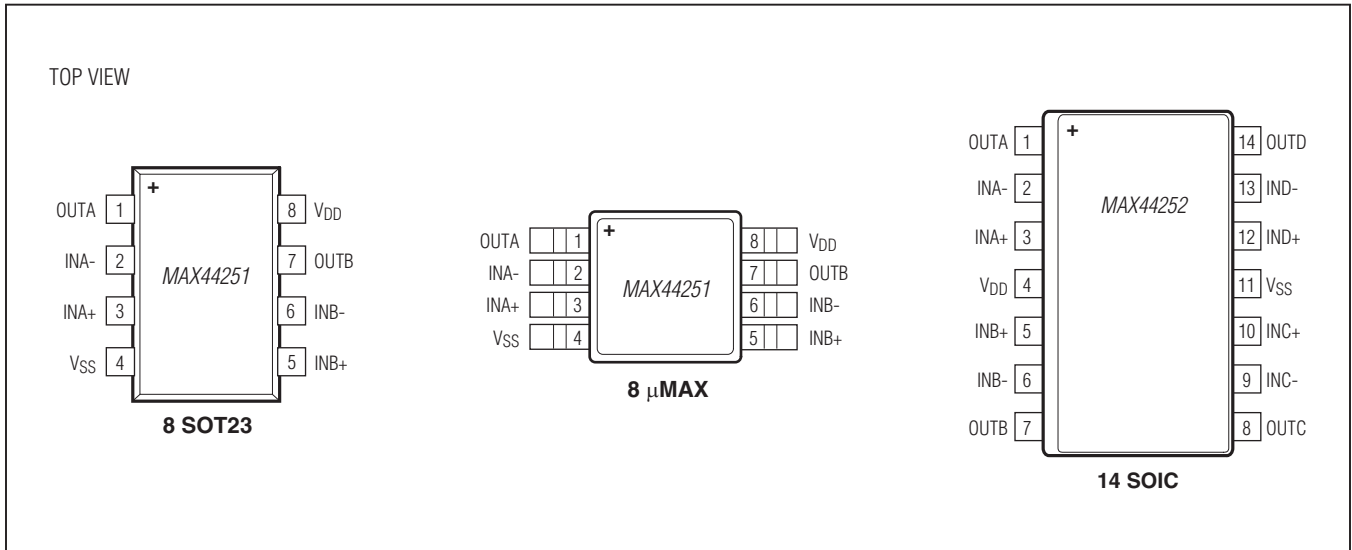 TOP VIEW
+
OUTA 1
INA- 2
INA+ 3
VSS 4
MAX44251
8 VDD
7 OUTB
6 INB-
5 INB+
8 SOT23
+
OUTA 1
INA- 2
INA+ 3
VSS 4
MAX44251
8 VDD
7 OUTB
6 INB-
5 INB+
8 μMAX
+
OUTA 1
INA- 2
INA+ 3
VDD 4
INB+ 5
INB- 6
OUTB 7
MAX44252
14 OUTD
13 IND-
12 IND+
11 VSS
10 INC+
9 INC-
8 OUTC
14 SOIC